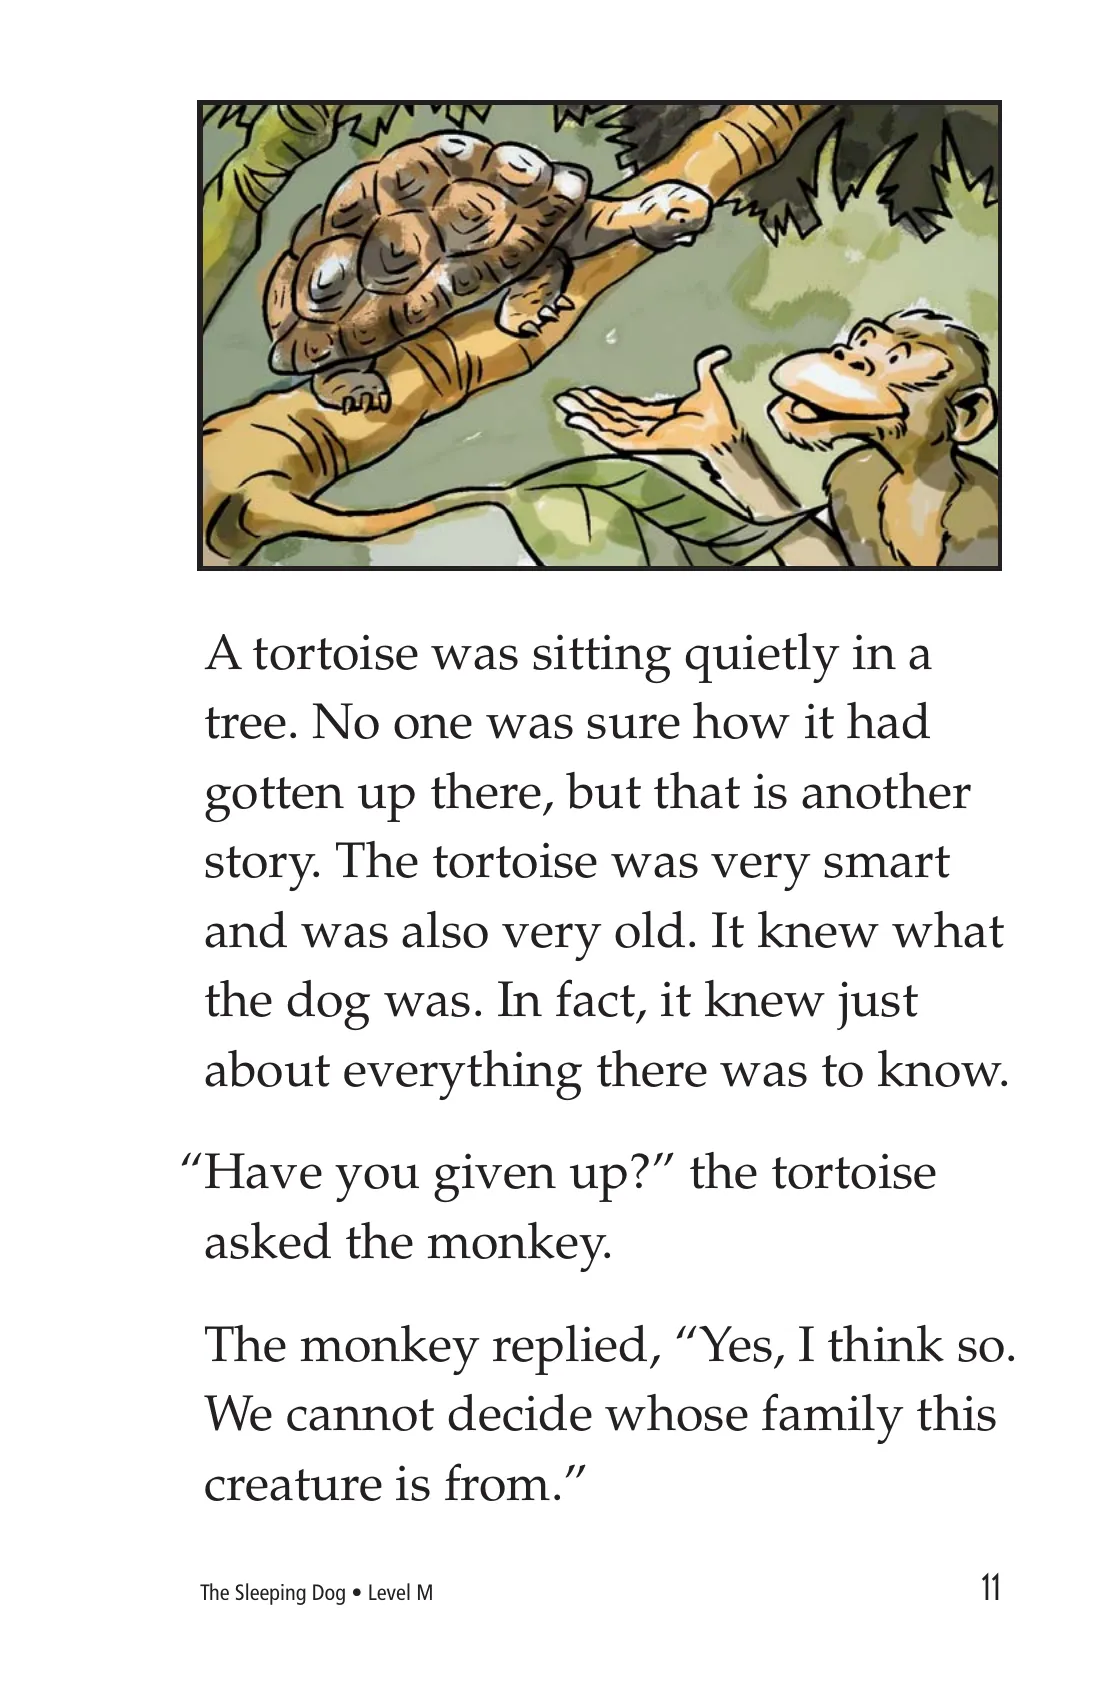 A tortoise was sitting quietly in a
tree. No one was sure how it had
gotten up there, but that is another
story. The tortoise was very smart
and was also very old. It knew what
the dog was. In fact, it knew just
about everything there was to know.
“Have you given up?” the tortoise
asked the monkey.
The monkey replied, “Yes, I think so.
We cannot decide whose family this
creature is from.”
The Sleeping Dog • Level M 11